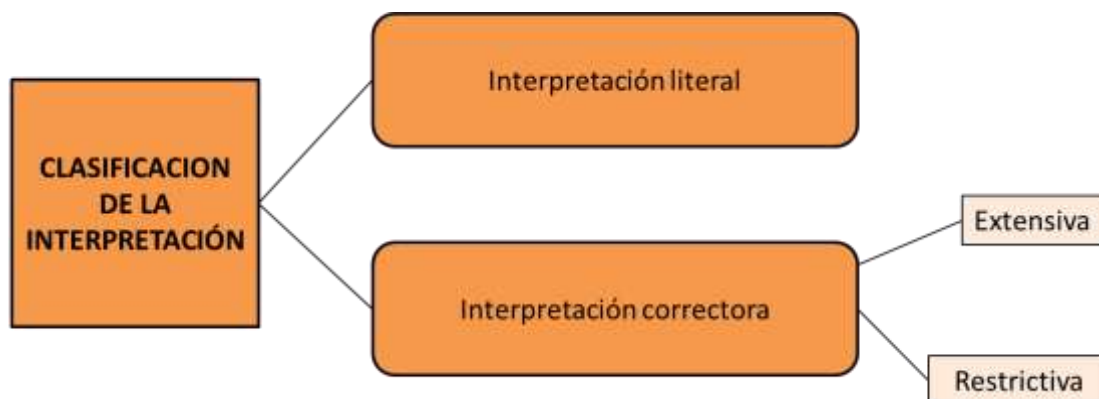 CLASIFICACION
DE LA
INTERPRETACIÓN
Interpretación literal
Interpretación correctora
Extensiva
Restrictiva